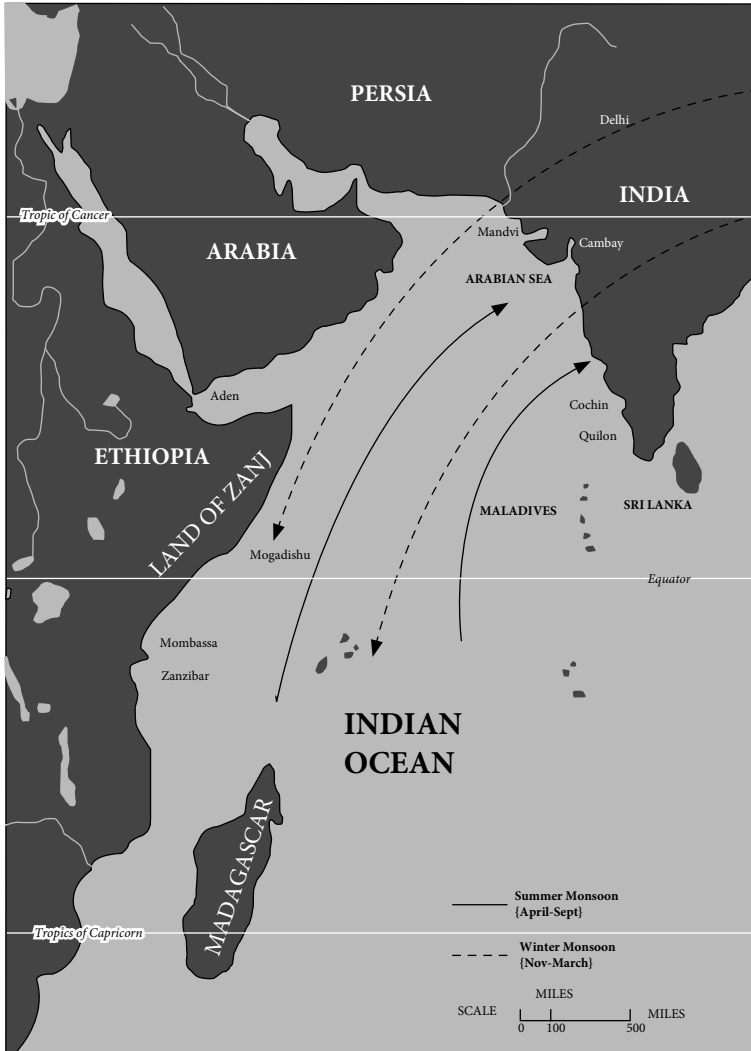 PERSIA
Delhi
INDIA
Tropic of Cancer
Mandvi
Cambay
ARABIA
ARABIAN SEA
Aden
Cochin
Quilon
ETHIOPIA
LAND OF ZANJ
MALADIVES
SRI LANKA
Mogadishu
Equator
Mombassa
Zanzibar
INDIAN
OCEAN
MADAGASCAR
Summer Monsoon
{April-Sept}
Tropics of Capricorn
Winter Monsoon
{Nov-March}
MILES
SCALE
MILES
0 100 500